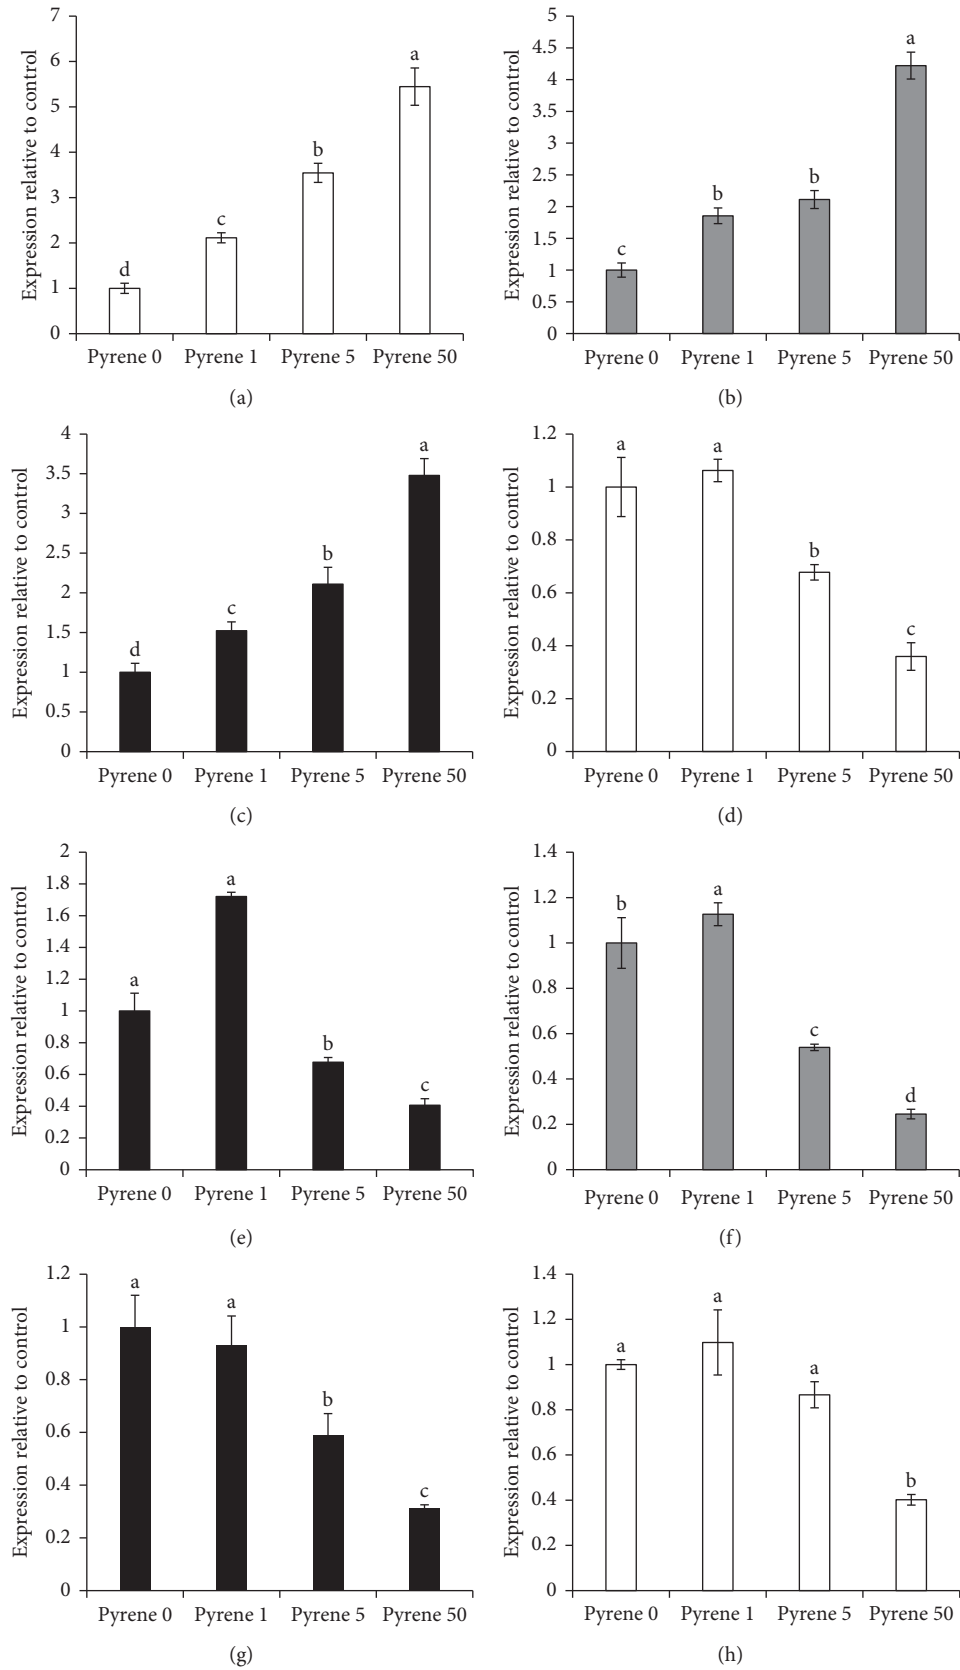 Expression relative to control
7
6
5
4
3
2
1
0
d
c
b
a
Pyrene 0 Pyrene 1 Pyrene 5 Pyrene 50
(a)
Expression relative to control
5
4.5
4
3.5
3
2.5
2
1.5
1
0.5
0
c
b
b
a
Pyrene 0 Pyrene 1 Pyrene 5 Pyrene 50
(b)
Expression relative to control
4
3.5
3
2.5
2
1.5
1
0.5
0
d
c
b
a
Pyrene 0 Pyrene 1 Pyrene 5 Pyrene 50
(c)
Expression relative to control
1.2
1
0.8
0.6
0.4
0.2
0
a
a
b
c
Pyrene 0 Pyrene 1 Pyrene 5 Pyrene 50
(d)
Expression relative to control
2
1.8
1.6
1.4
1.2
1
0.8
0.6
0.4
0.2
0
a
a
b
c
Pyrene 0 Pyrene 1 Pyrene 5 Pyrene 50
(e)
Expression relative to control
1.4
1.2
1
0.8
0.6
0.4
0.2
0
b
a
c
d
Pyrene 0 Pyrene 1 Pyrene 5 Pyrene 50
(f)
Expression relative to control
1.2
1
0.8
0.6
0.4
0.2
0
a
a
b
c
Pyrene 0 Pyrene 1 Pyrene 5 Pyrene 50
(g)
Expression relative to control
1.4
1.2
1
0.8
0.6
0.4
0.2
0
a
a
a
b
Pyrene 0 Pyrene 1 Pyrene 5 Pyrene 50
(h)